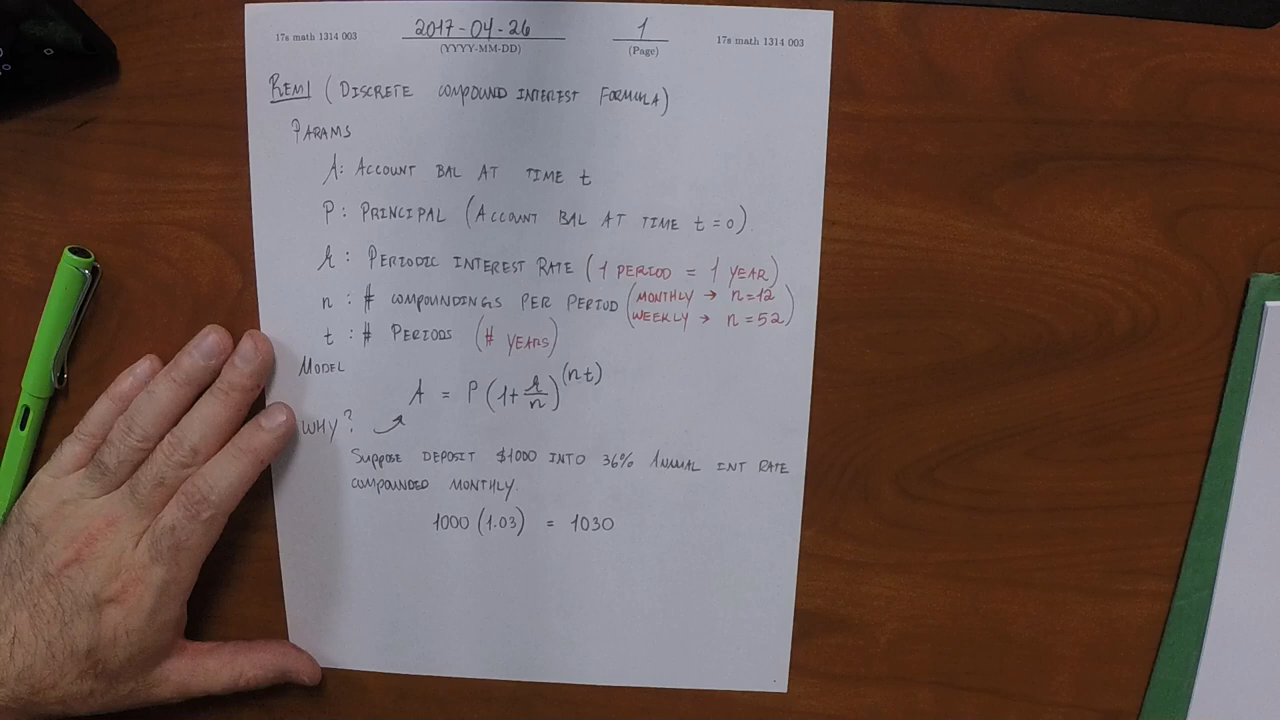 17s math 1314 003 2017-04-26 1 17s math 1314 003
(YYYY-MM-DD) (Page)
REM1 (DISCRETE COMPOUND INTEREST FORMULA)
PARAMS
A: ACCOUNT BAL AT TIME t
P: PRINCIPAL (ACCOUNT BAL AT TIME t = 0).
r: PERIODIC INTEREST RATE (1 PERIOD = 1 YEAR)
n: # COMPOUNDINGS PER PERIOD (MONTHLY → n=12
WEEKLY → n=52)
t: # PERIODS (# YEARS)
MODEL
A = P(1+r/n)^(nt)
WHY?
SUPPOSE DEPOSIT $1000 INTO 36% ANNUAL INT RATE
COMPOUNDED MONTHLY.
1000 (1.03) = 1030